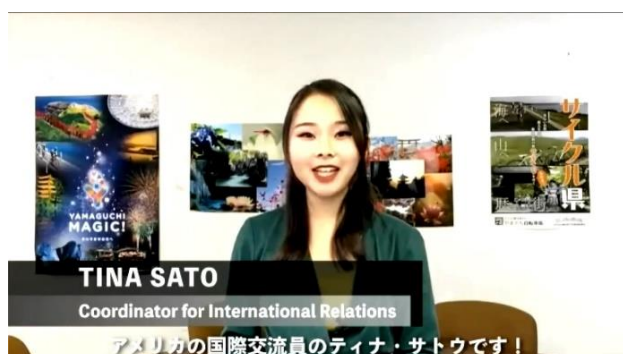 YAMAGUCHI
MAGIC!
サイクル県
TINA SATO
Coordinator for International Relations
アメリカの国際交流員のティナ・サトウです！